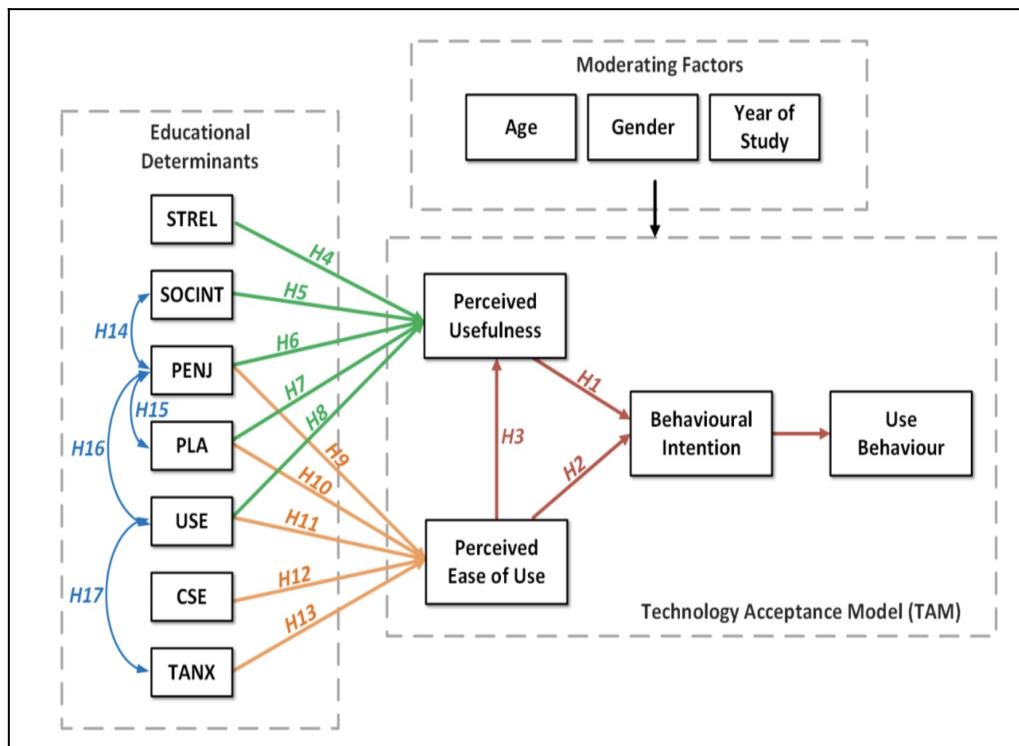 Moderating Factors
Age
Gender
Year of
Study
Educational
Determinants
STREL
SOCINT
PENJ
PLA
USE
CSE
TANX
H14
H15
H16
H17
H4
H5
H6
H7
H8
H9
H10
H11
H12
H13
Perceived
Usefulness
H1
H3
H2
Behavioural
Intention
Use
Behaviour
Perceived
Ease of Use
Technology Acceptance Model (TAM)